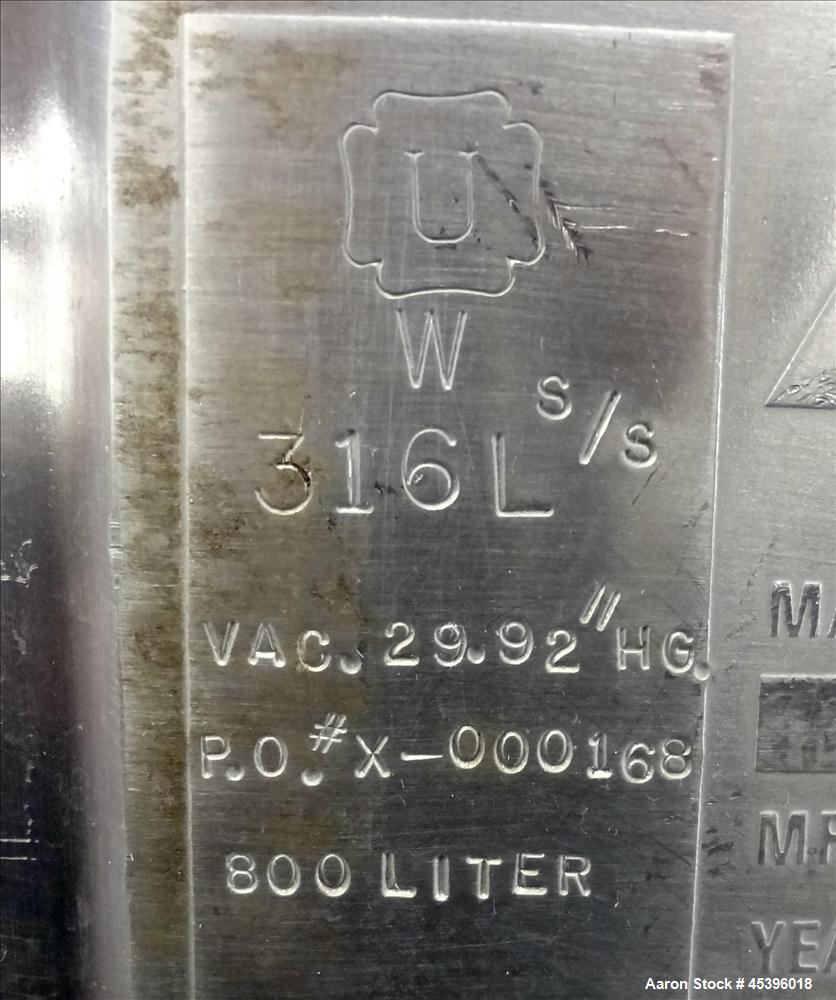 U
W
316L S/S
VAC. 29.92" HG.
P.O.# X-000168
800 LITER
Aaron Stock # 45396018